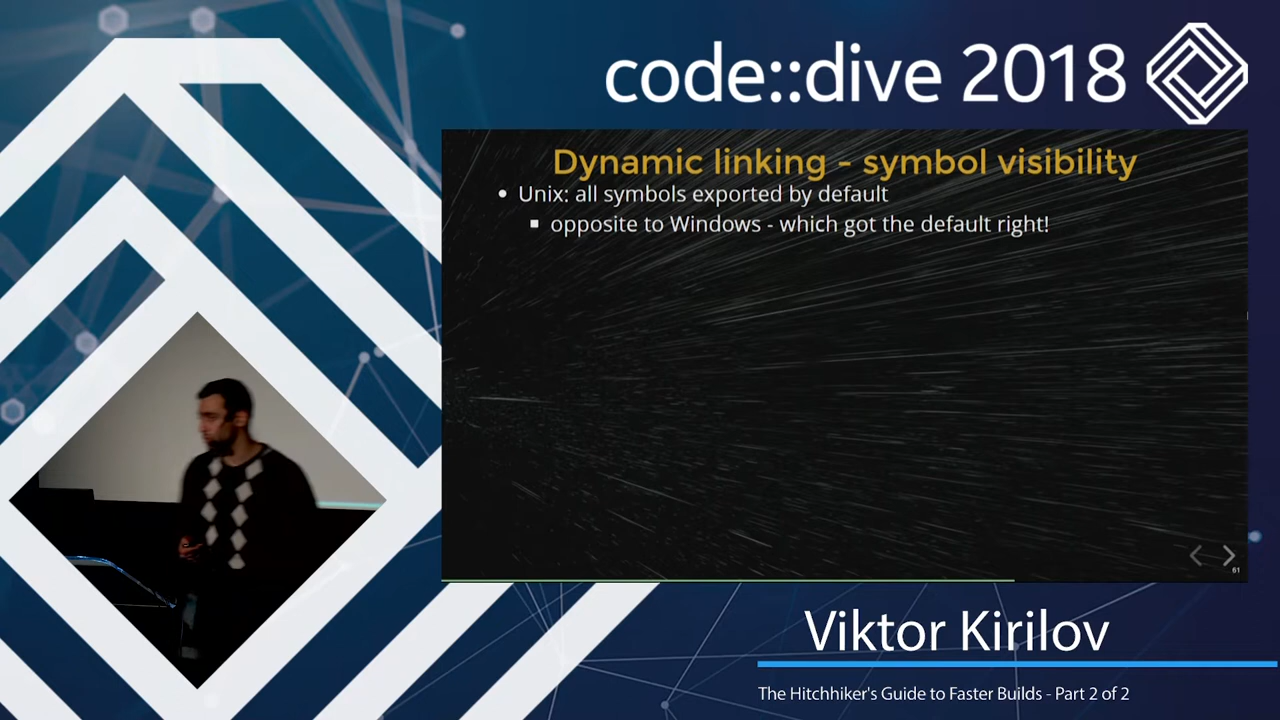 code::dive 2018
Dynamic linking - symbol visibility
Unix: all symbols exported by default
opposite to Windows - which got the default right!
61
Viktor Kirilov
The Hitchhiker's Guide to Faster Builds - Part 2 of 2